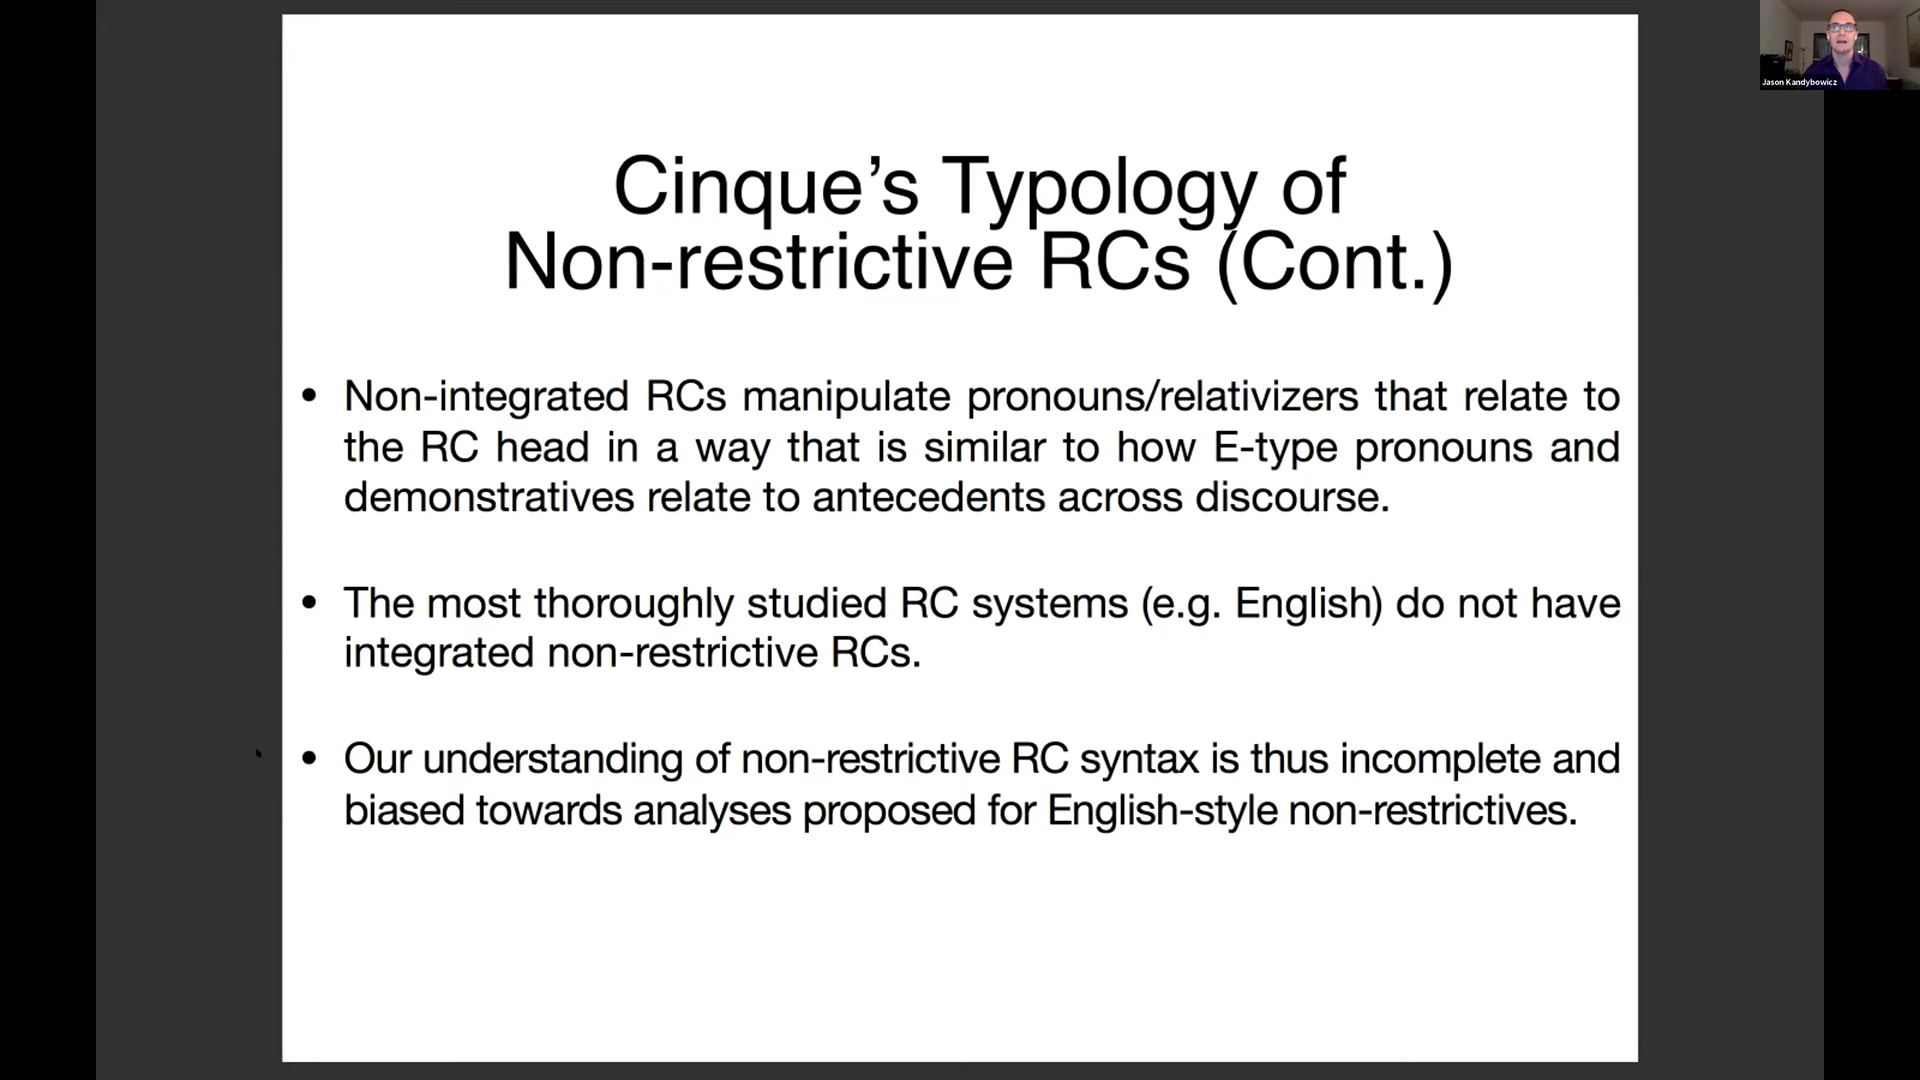 Jason Kandybowicz
Cinque’s Typology of
Non-restrictive RCs (Cont.)
• Non-integrated RCs manipulate pronouns/relativizers that relate to
the RC head in a way that is similar to how E-type pronouns and
demonstratives relate to antecedents across discourse.
• The most thoroughly studied RC systems (e.g. English) do not have
integrated non-restrictive RCs.
• Our understanding of non-restrictive RC syntax is thus incomplete and
biased towards analyses proposed for English-style non-restrictives.